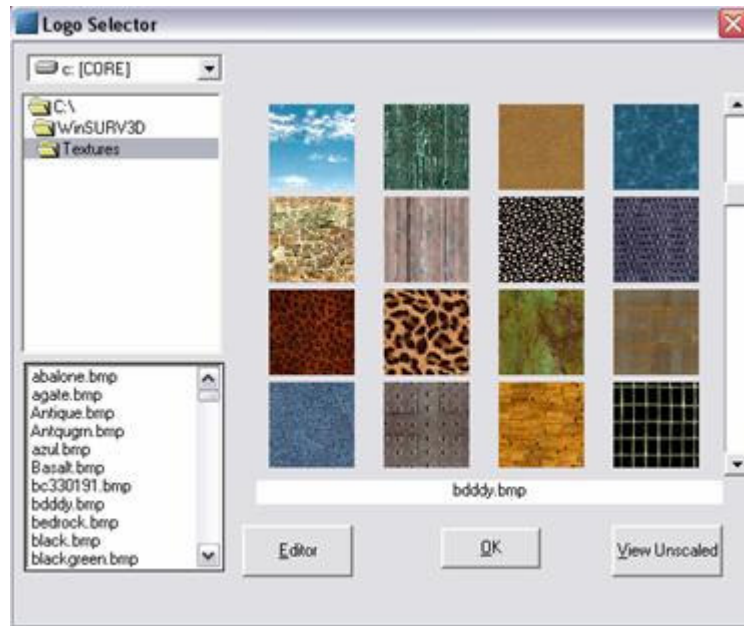 Logo Selector
c: [CORE]
C:\
WinSURV3D
Textures
abalone.bmp
agate.bmp
Antique.bmp
Antqugrn.bmp
azul.bmp
Basalt.bmp
bc330191.bmp
bdddy.bmp
bedrock.bmp
black.bmp
blackgreen.bmp
bdddy.bmp
Editor
OK
View Unscaled